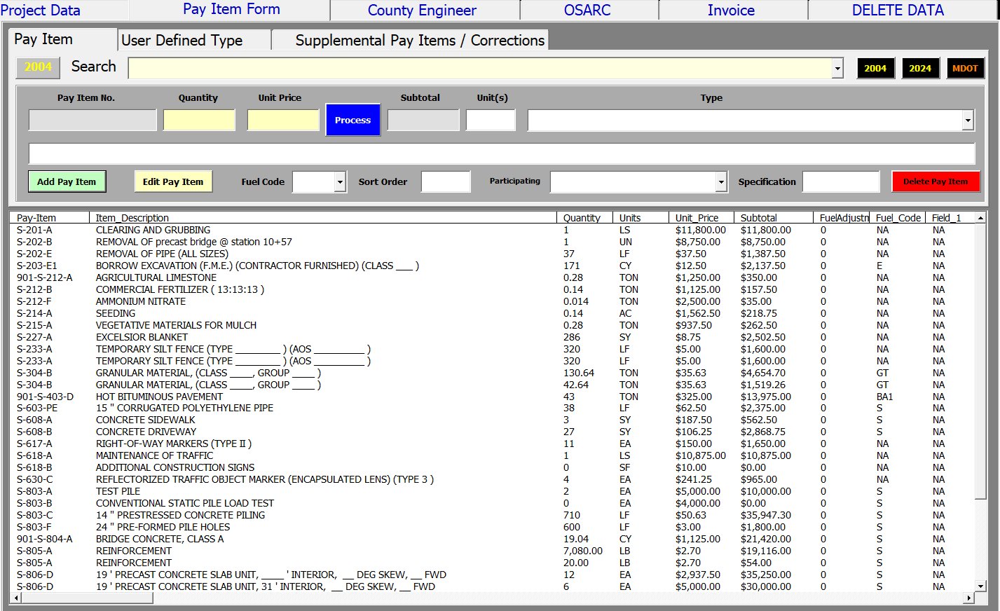 Project Data Pay Item Form County Engineer OSARC Invoice DELETE DATA
Pay Item User Defined Type Supplemental Pay Items / Corrections
2004 Search 2004 2024 MDOT
Pay Item No. Quantity Unit Price Subtotal Unit(s) Type
Process
Add Pay Item Edit Pay Item Fuel Code Sort Order Participating Specification Delete Pay Item
Pay-Item Item_Description Quantity Units Unit_Price Subtotal FuelAdjustm Fuel_Code Field_1
S-201-A CLEARING AND GRUBBING 1 LS $11,800.00 $11,800.00 0 NA NA
S-202-B REMOVAL OF precast bridge @ station 10+57 1 UN $8,750.00 $8,750.00 0 NA NA
S-202-E REMOVAL OF PIPE (ALL SIZES) 37 LF $37.50 $1,387.50 0 NA NA
S-203-E1 BORROW EXCAVATION (F.M.E.) (CONTRACTOR FURNISHED) (CLASS ___ ) 171 CY $12.50 $2,137.50 0 E NA
901-S-212-A AGRICULTURAL LIMESTONE 0.28 TON $1,250.00 $350.00 0 NA NA
S-212-B COMMERCIAL FERTILIZER ( 13:13:13 ) 0.14 TON $1,125.00 $157.50 0 NA NA
S-212-F AMMONIUM NITRATE 0.014 TON $2,500.00 $35.00 0 NA NA
S-214-A SEEDING 0.14 AC $1,562.50 $218.75 0 NA NA
S-215-A VEGETATIVE MATERIALS FOR MULCH 0.28 TON $937.50 $262.50 0 NA NA
S-227-A EXCELSIOR BLANKET 286 SY $8.75 $2,502.50 0 NA NA
S-233-A TEMPORARY SILT FENCE (TYPE ________ ) (AOS _________ ) 320 LF $5.00 $1,600.00 0 NA NA
S-233-A TEMPORARY SILT FENCE (TYPE ________ ) (AOS _________ ) 320 LF $5.00 $1,600.00 0 NA NA
S-304-B GRANULAR MATERIAL, (CLASS ____, GROUP ____ ) 130.64 TON $35.63 $4,654.70 0 GT NA
S-304-B GRANULAR MATERIAL, (CLASS ____, GROUP ____ ) 42.64 TON $35.63 $1,519.26 0 GT NA
901-S-403-D HOT BITUMINOUS PAVEMENT 43 TON $325.00 $13,975.00 0 BA1 NA
S-603-PE 15 " CORRUGATED POLYETHYLENE PIPE 38 LF $62.50 $2,375.00 0 S NA
S-608-A CONCRETE SIDEWALK 3 SY $187.50 $562.50 0 S NA
S-608-B CONCRETE DRIVEWAY 27 SY $106.25 $2,868.75 0 S NA
S-617-A RIGHT-OF-WAY MARKERS (TYPE II ) 11 EA $150.00 $1,650.00 0 NA NA
S-618-A MAINTENANCE OF TRAFFIC 1 LS $10,875.00 $10,875.00 0 NA NA
S-618-B ADDITIONAL CONSTRUCTION SIGNS 0 SF $10.00 $0.00 0 NA NA
S-630-C REFLECTORIZED TRAFFIC OBJECT MARKER (ENCAPSULATED LENS) (TYPE 3 ) 4 EA $241.25 $965.00 0 NA NA
S-803-A TEST PILE 2 EA $5,000.00 $10,000.00 0 S NA
S-803-B CONVENTIONAL STATIC PILE LOAD TEST 0 EA $4,000.00 $0.00 0 S NA
S-803-C 14 " PRESTRESSED CONCRETE PILING 710 LF $50.63 $35,947.30 0 S NA
S-803-F 24 " PRE-FORMED PILE HOLES 600 LF $3.00 $1,800.00 0 S NA
901-S-804-A BRIDGE CONCRETE, CLASS A 19.04 CY $1,125.00 $21,420.00 0 S NA
S-805-A REINFORCEMENT 7,080.00 LB $2.70 $19,116.00 0 S NA
S-805-A REINFORCEMENT 20.00 LB $2.70 $54.00 0 S NA
S-806-D 19 ' PRECAST CONCRETE SLAB UNIT, ____ ' INTERIOR, __ DEG SKEW, __ FWD 12 EA $2,937.50 $35,250.00 0 S NA
S-806-D 19 ' PRECAST CONCRETE SLAB UNIT, 31 ' INTERIOR, __ DEG SKEW, __ FWD 6 EA $5,000.00 $30,000.00 0 S NA